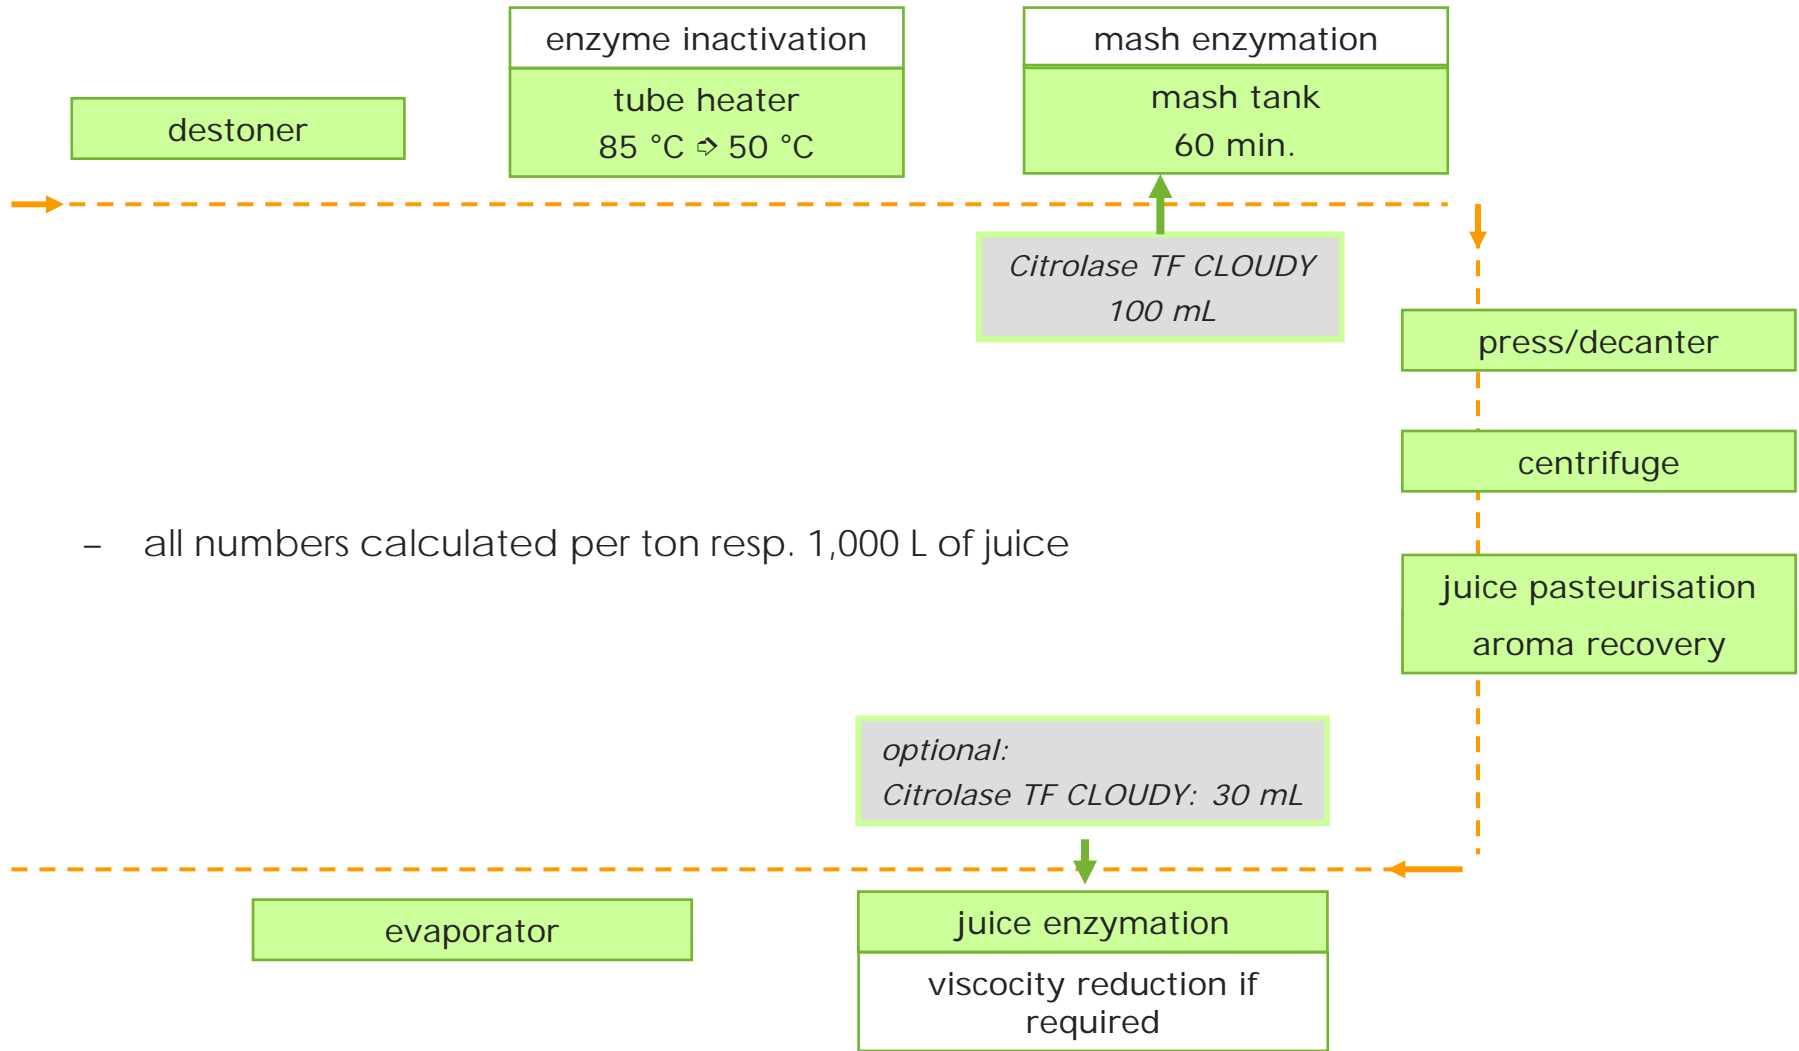 enzyme inactivation
mash enzymation
destoner
tube heater
85 °C ➩ 50 °C
mash tank
60 min.
Citrolase TF CLOUDY
100 mL
press/decanter
centrifuge
– all numbers calculated per ton resp. 1,000 L of juice
juice pasteurisation
aroma recovery
optional:
Citrolase TF CLOUDY: 30 mL
evaporator
juice enzymation
viscocity reduction if
required